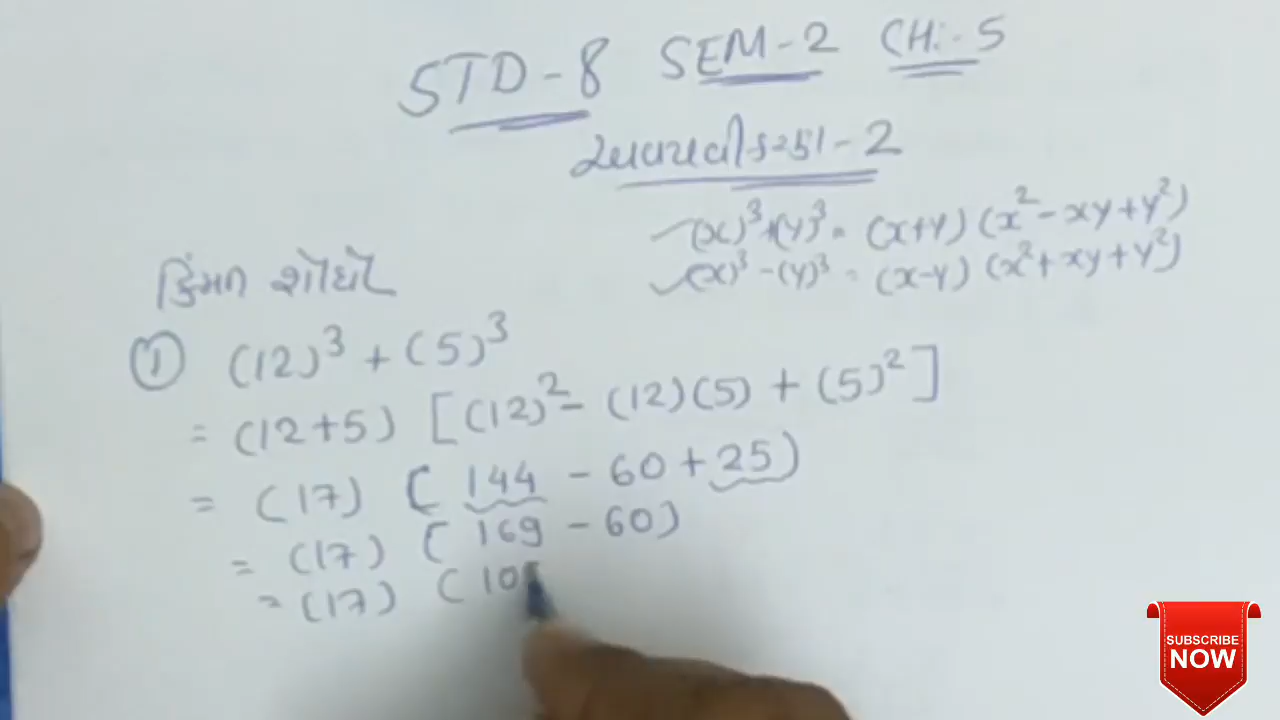 STD-8 SEM-2 CH:-5
અવયવીકરણ-2
(x)³+(y)³ = (x+y) (x²-xy+y²)
(x)³-(y)³ = (x-y) (x²+xy+y²)
કિંમત શોધો
① (12)³ + (5)³
= (12+5) [(12)² - (12)(5) + (5)²]
= (17) (144 - 60 + 25)
= (17) (169 - 60)
= (17) (10
SUBSCRIBE
NOW